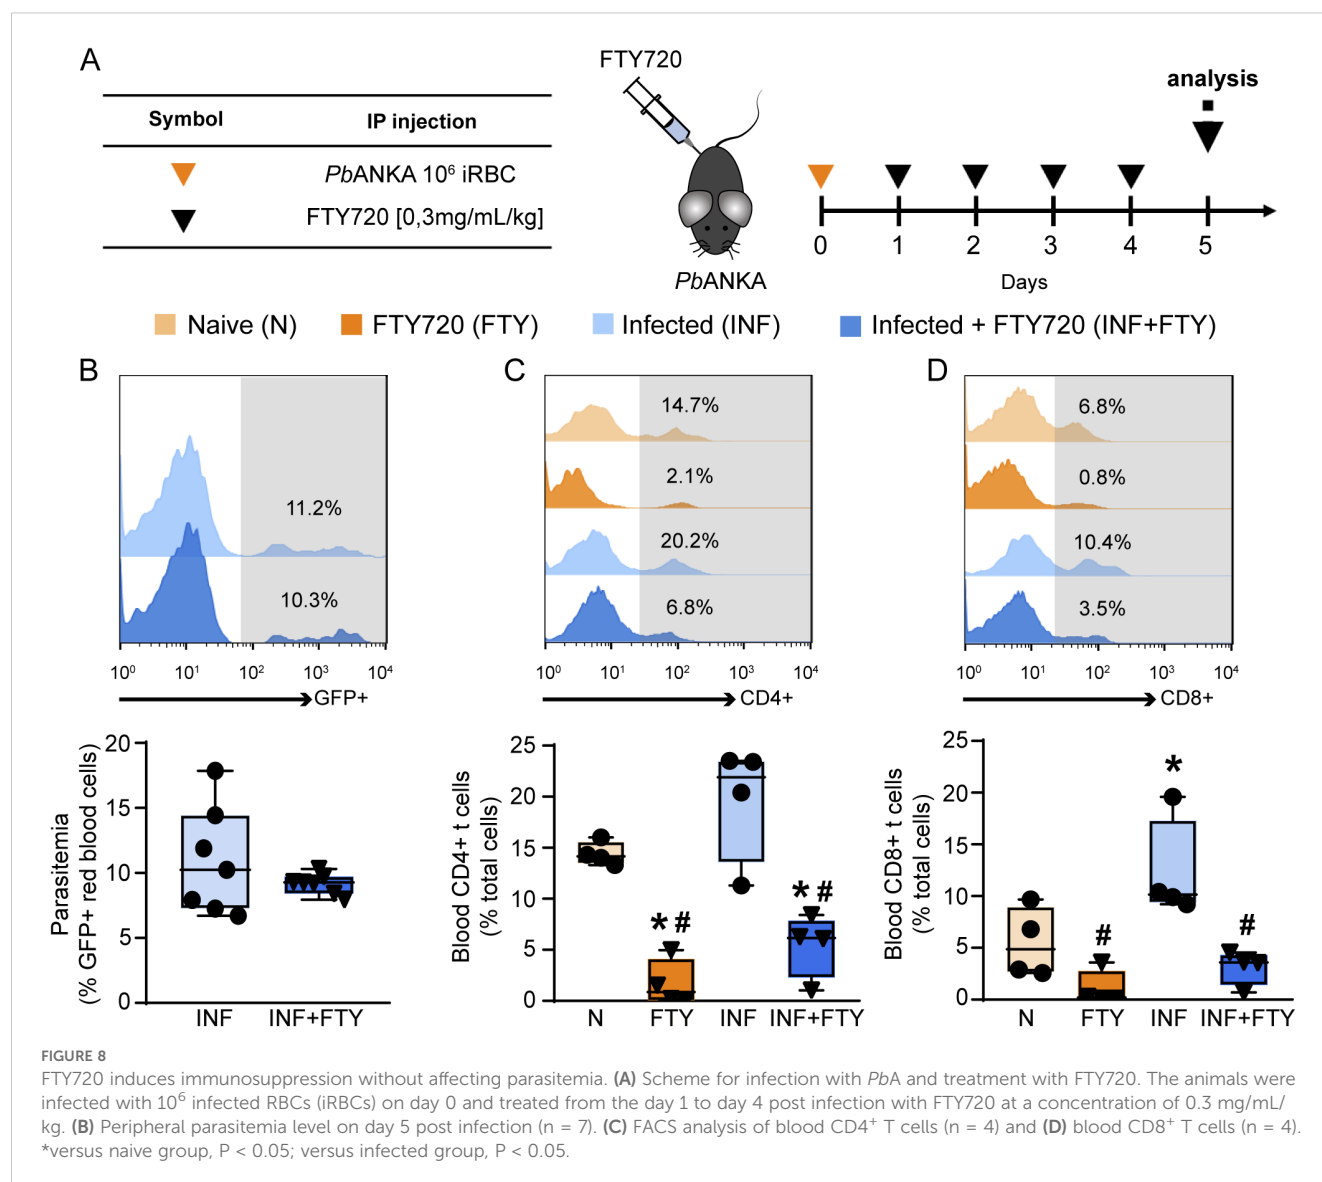 A
Symbol IP injection
PbANKA 10⁶ iRBC
FTY720 [0,3mg/mL/kg]
FTY720
PbANKA
analysis
0 1 2 3 4 5
Days
Naive (N) FTY720 (FTY) Infected (INF) Infected + FTY720 (INF+FTY)
B
11.2%
10.3%
10⁰ 10¹ 10² 10³ 10⁴
GFP+
C
14.7%
2.1%
20.2%
6.8%
10⁰ 10¹ 10² 10³ 10⁴
CD4+
D
6.8%
0.8%
10.4%
3.5%
10⁰ 10¹ 10² 10³ 10⁴
CD8+
Parasitemia
(% GFP+ red blood cells)
20
15
10
5
0
INF INF+FTY
Blood CD4+ t cells
(% total cells)
25
20
15
10
5
0
* #
* #
N FTY INF INF+FTY
Blood CD8+ t cells
(% total cells)
25
20
15
10
5
0
#
*
#
N FTY INF INF+FTY
FIGURE 8
FTY720 induces immunosuppression without affecting parasitemia. (A) Scheme for infection with PbA and treatment with FTY720. The animals were
infected with 10⁶ infected RBCs (iRBCs) on day 0 and treated from the day 1 to day 4 post infection with FTY720 at a concentration of 0.3 mg/mL/
kg. (B) Peripheral parasitemia level on day 5 post infection (n = 7). (C) FACS analysis of blood CD4⁺ T cells (n = 4) and (D) blood CD8⁺ T cells (n = 4).
*versus naive group, P < 0.05; versus infected group, P < 0.05.